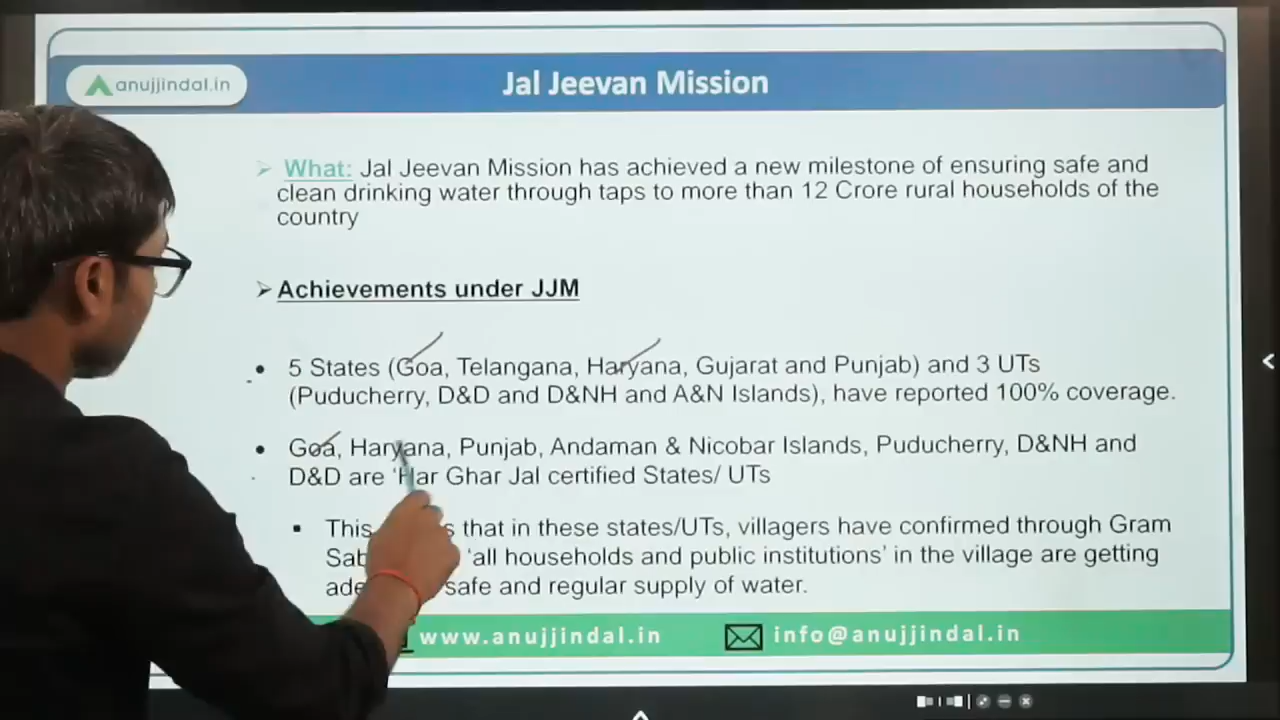 anujjindal.in
Jal Jeevan Mission
What: Jal Jeevan Mission has achieved a new milestone of ensuring safe and
clean drinking water through taps to more than 12 Crore rural households of the
country
Achievements under JJM
5 States (Goa, Telangana, Haryana, Gujarat and Punjab) and 3 UTs
(Puducherry, D&D and D&NH and A&N Islands), have reported 100% coverage.
Goa, Haryana, Punjab, Andaman & Nicobar Islands, Puducherry, D&NH and
D&D are ‘Har Ghar Jal certified States/ UTs
This that in these states/UTs, villagers have confirmed through Gram
‘all households and public institutions’ in the village are getting
safe and regular supply of water.
www.anujjindal.in
info@anujjindal.in